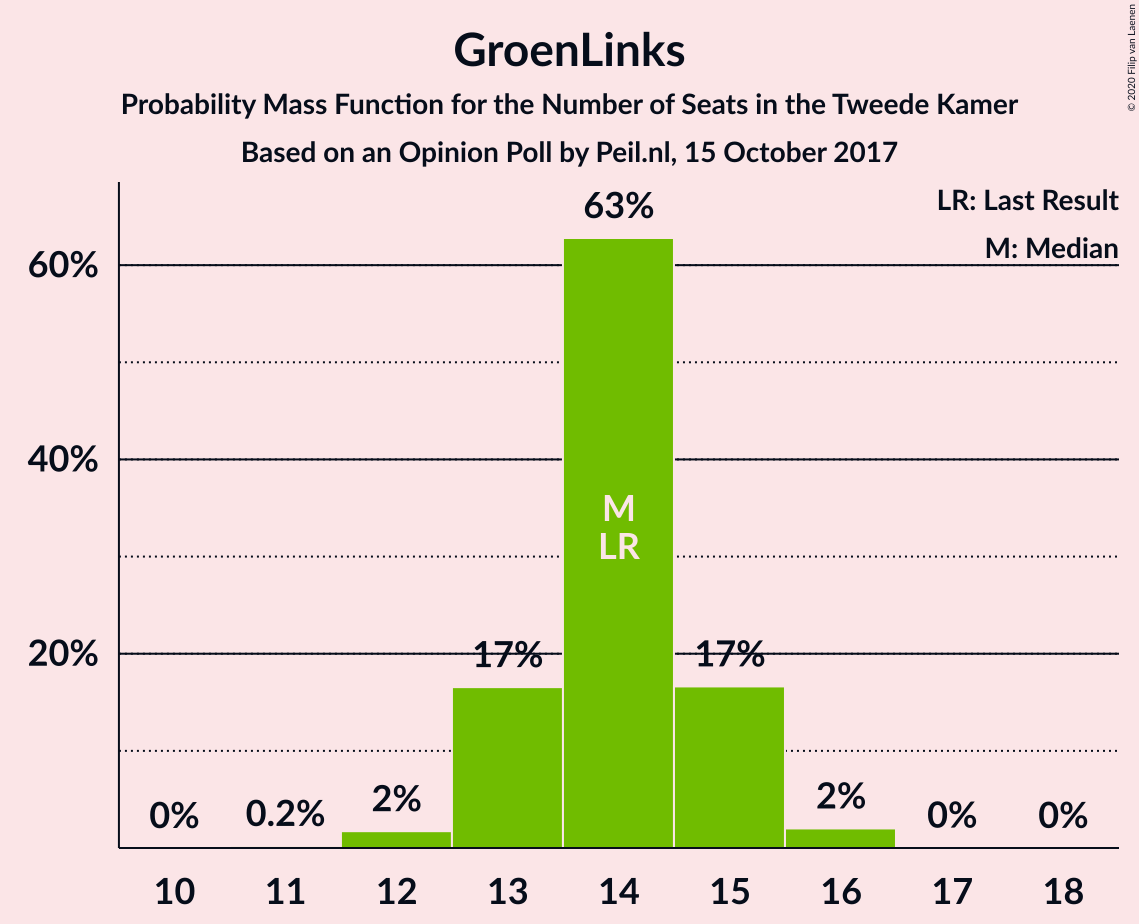 GroenLinks
Probability Mass Function for the Number of Seats in the Tweede Kamer
Based on an Opinion Poll by Peil.nl, 15 October 2017
© 2020 Filip van Laenen
LR: Last Result
M: Median
60%
40%
20%
0%
0.2%
2%
17%
63%
M
LR
17%
2%
0%
0%
10 11 12 13 14 15 16 17 18